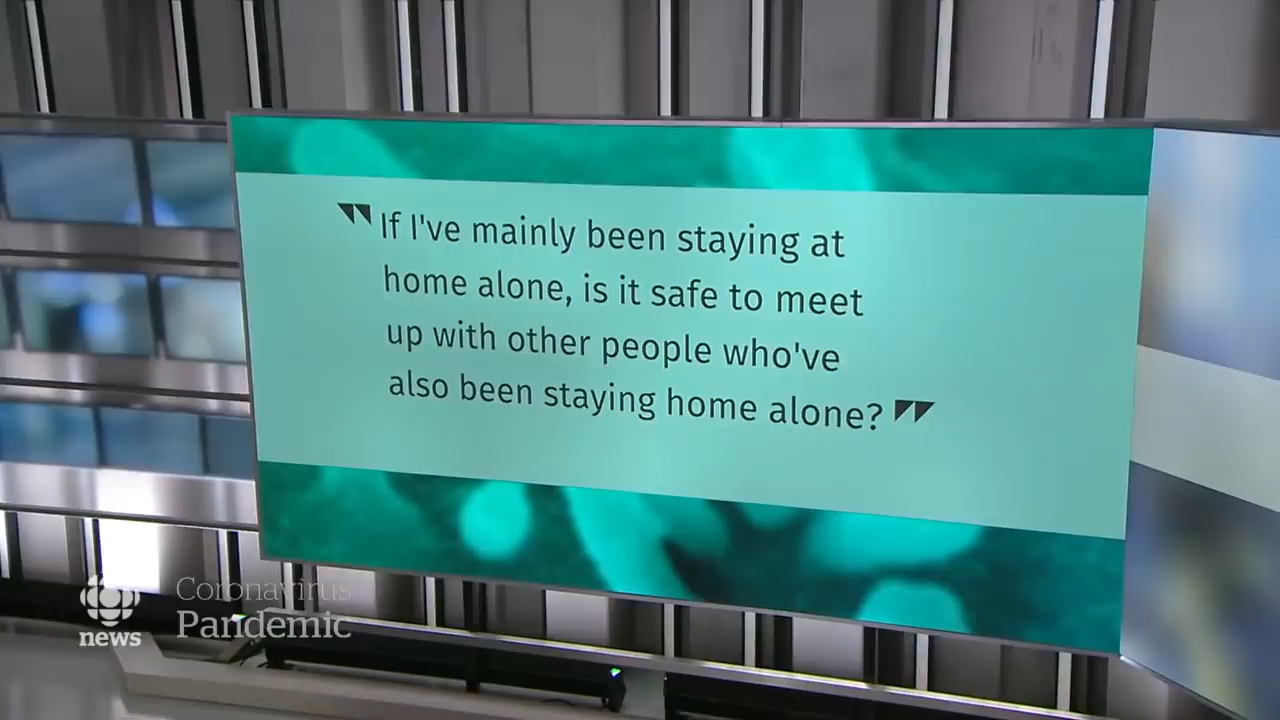 If I've mainly been staying at
home alone, is it safe to meet
up with other people who've
also been staying home alone?
Coronavirus
Pandemic
news